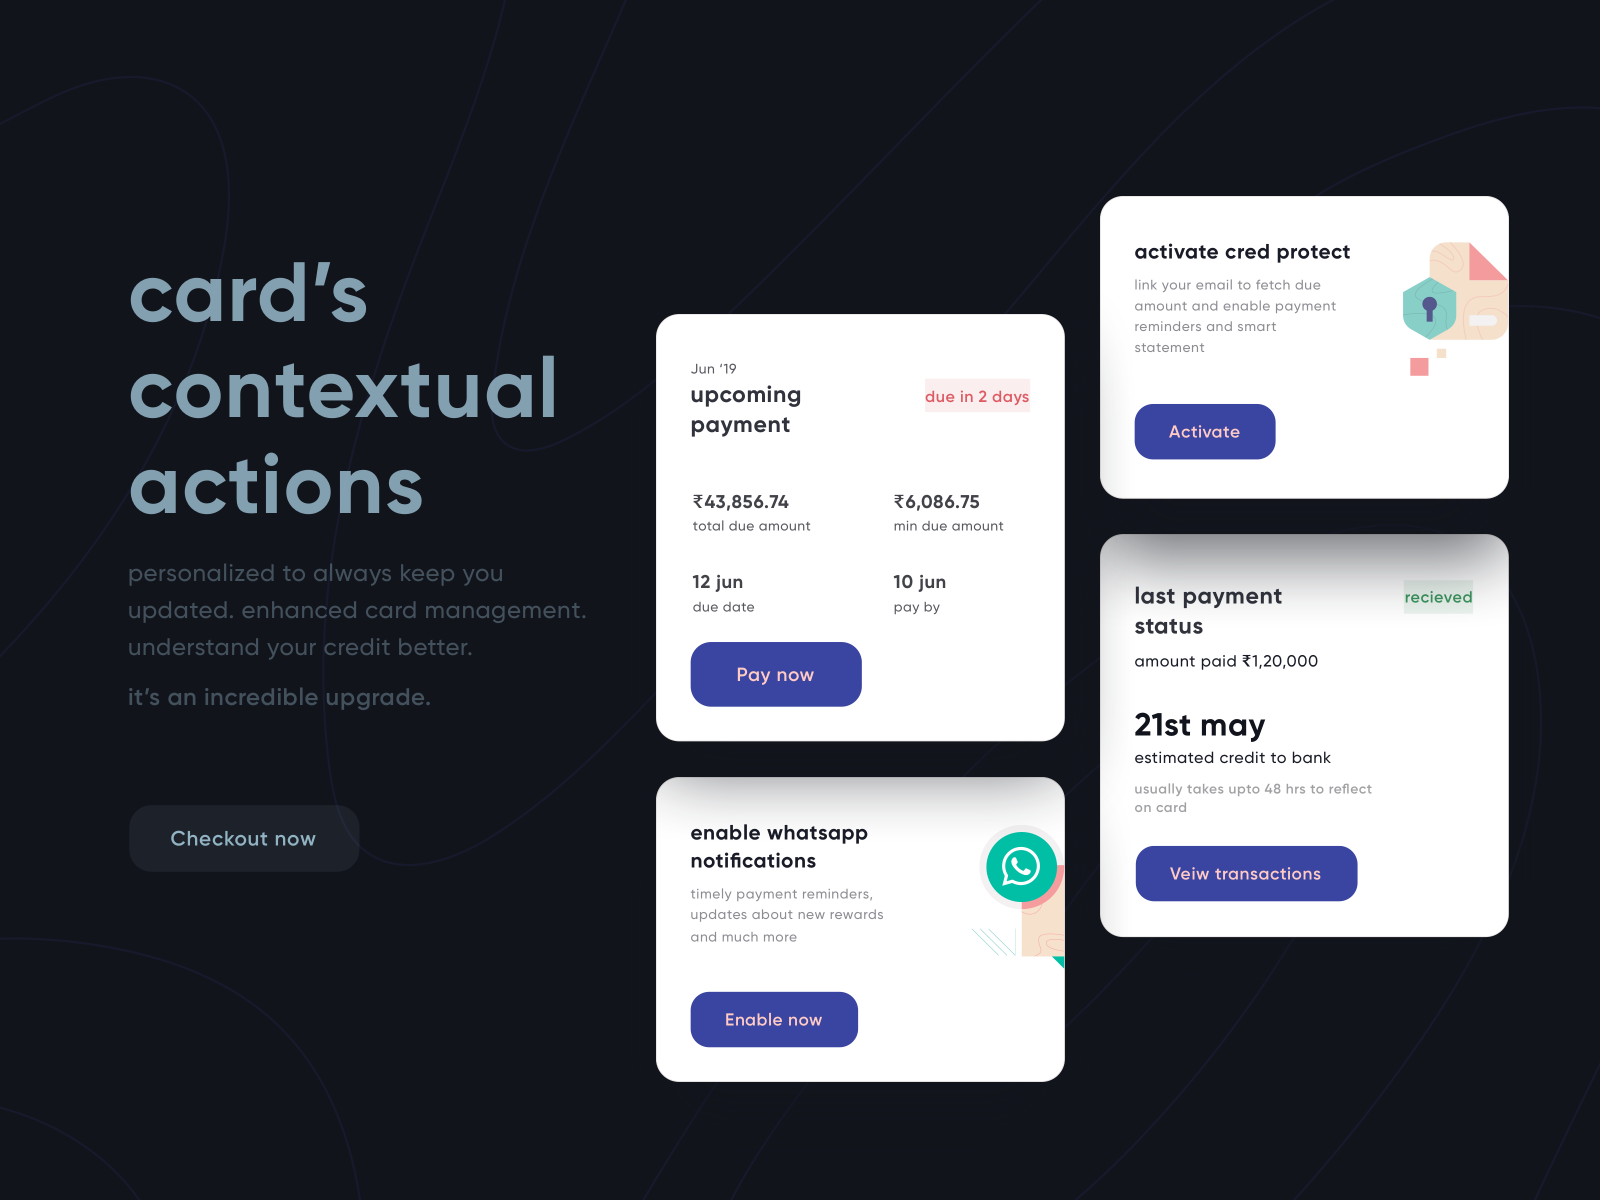 card’s
contextual
actions
personalized to always keep you
updated. enhanced card management.
understand your credit better.
it’s an incredible upgrade.
Checkout now
Jun ’19
upcoming
payment
due in 2 days
₹43,856.74
total due amount
₹6,086.75
min due amount
12 jun
due date
10 jun
pay by
Pay now
enable whatsapp
notifications
timely payment reminders,
updates about new rewards
and much more
Enable now
activate cred protect
link your email to fetch due
amount and enable payment
reminders and smart
statement
Activate
last payment
status
recieved
amount paid ₹1,20,000
21st may
estimated credit to bank
usually takes upto 48 hrs to reflect
on card
Veiw transactions